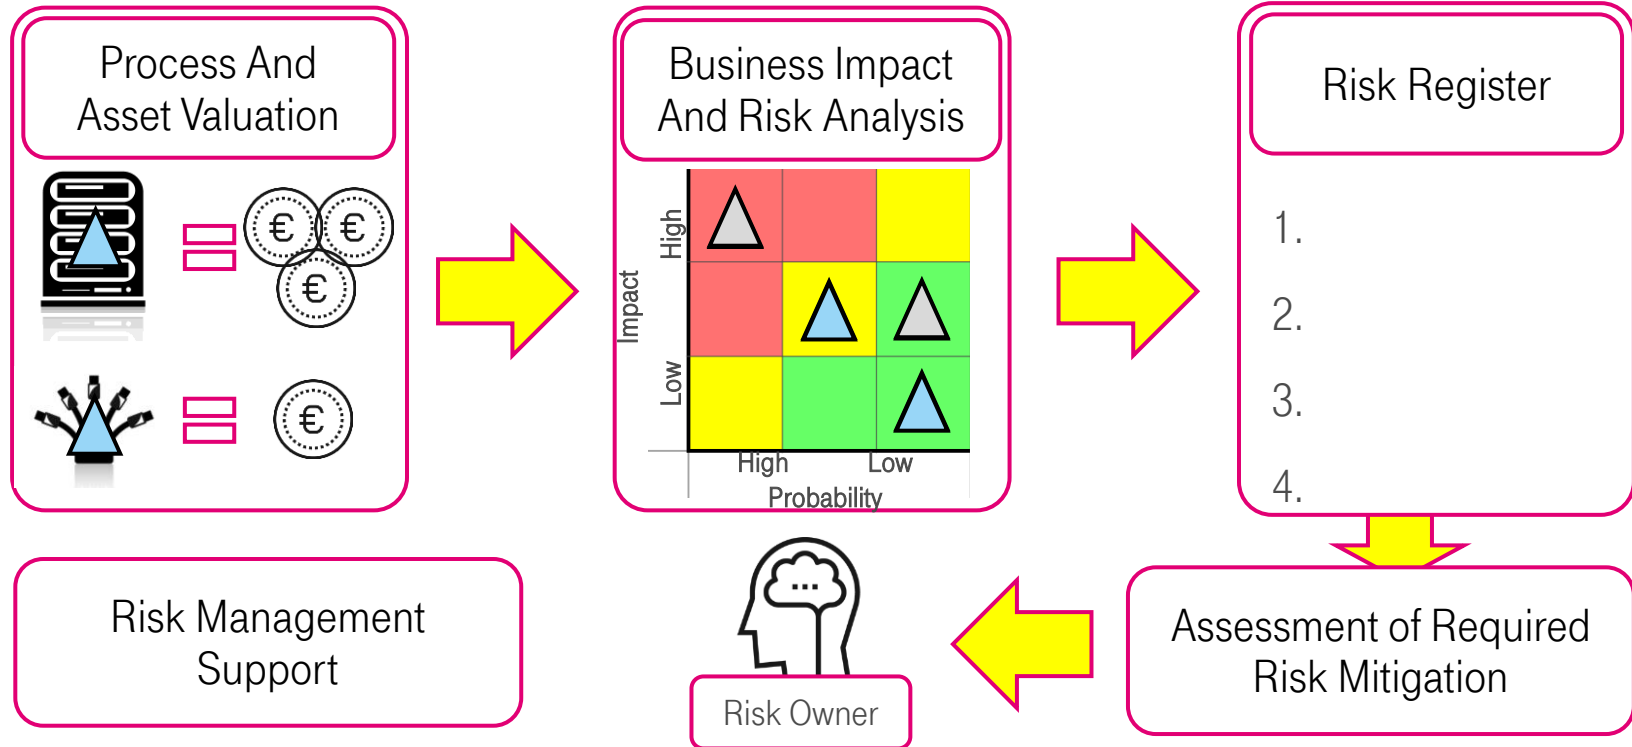 Process And
Asset Valuation
€
€
€
€
Business Impact
And Risk Analysis
Impact
High
Low
High
Low
Probability
Risk Register
1.
2.
3.
4.
Assessment of Required
Risk Mitigation
...
Risk Owner
Risk Management
Support